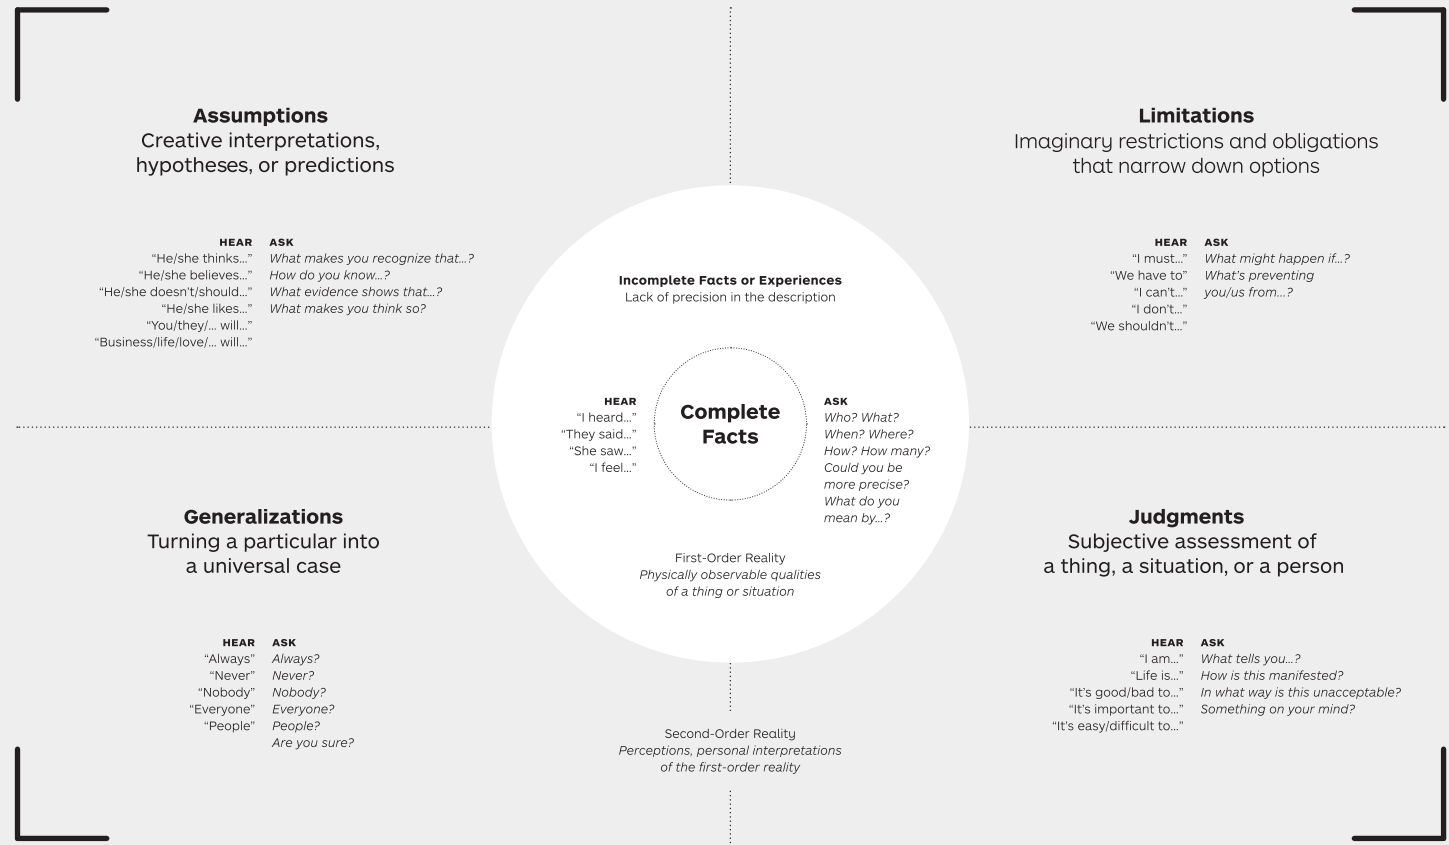 Assumptions
Creative interpretations,
hypotheses, or predictions
HEAR ASK
“He/she thinks...” What makes you recognize that...?
“He/she believes...” How do you know...?
“He/she doesn’t/should...” What evidence shows that...?
“He/she likes...” What makes you think so?
“You/they/... will...”
“Business/life/love/... will...”
Limitations
Imaginary restrictions and obligations
that narrow down options
HEAR ASK
“I must...” What might happen if...?
“We have to” What’s preventing
“I can’t...” you/us from...?
“I don’t...”
“We shouldn’t...”
Incomplete Facts or Experiences
Lack of precision in the description
HEAR
“I heard...”
“They said...”
“She saw...”
“I feel...”
Complete
Facts
ASK
Who? What?
When? Where?
How? How many?
Could you be
more precise?
What do you
mean by...?
First-Order Reality
Physically observable qualities
of a thing or situation
Generalizations
Turning a particular into
a universal case
HEAR ASK
“Always” Always?
“Never” Never?
“Nobody” Nobody?
“Everyone” Everyone?
“People” People?
Are you sure?
Judgments
Subjective assessment of
a thing, a situation, or a person
HEAR ASK
“I am...” What tells you...?
“Life is...” How is this manifested?
“It’s good/bad to...” In what way is this unacceptable?
“It’s important to...” Something on your mind?
“It’s easy/difficult to...”
Second-Order Reality
Perceptions, personal interpretations
of the first-order reality